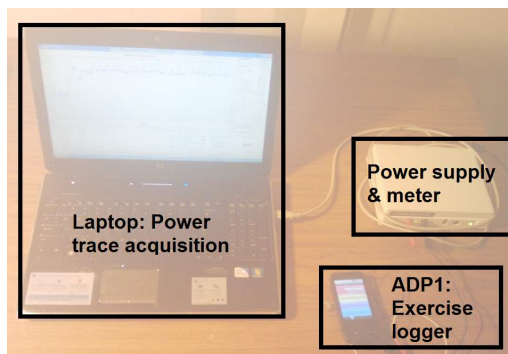 Laptop: Power
trace acquisition
Power supply
& meter
ADP1:
Exercise
logger